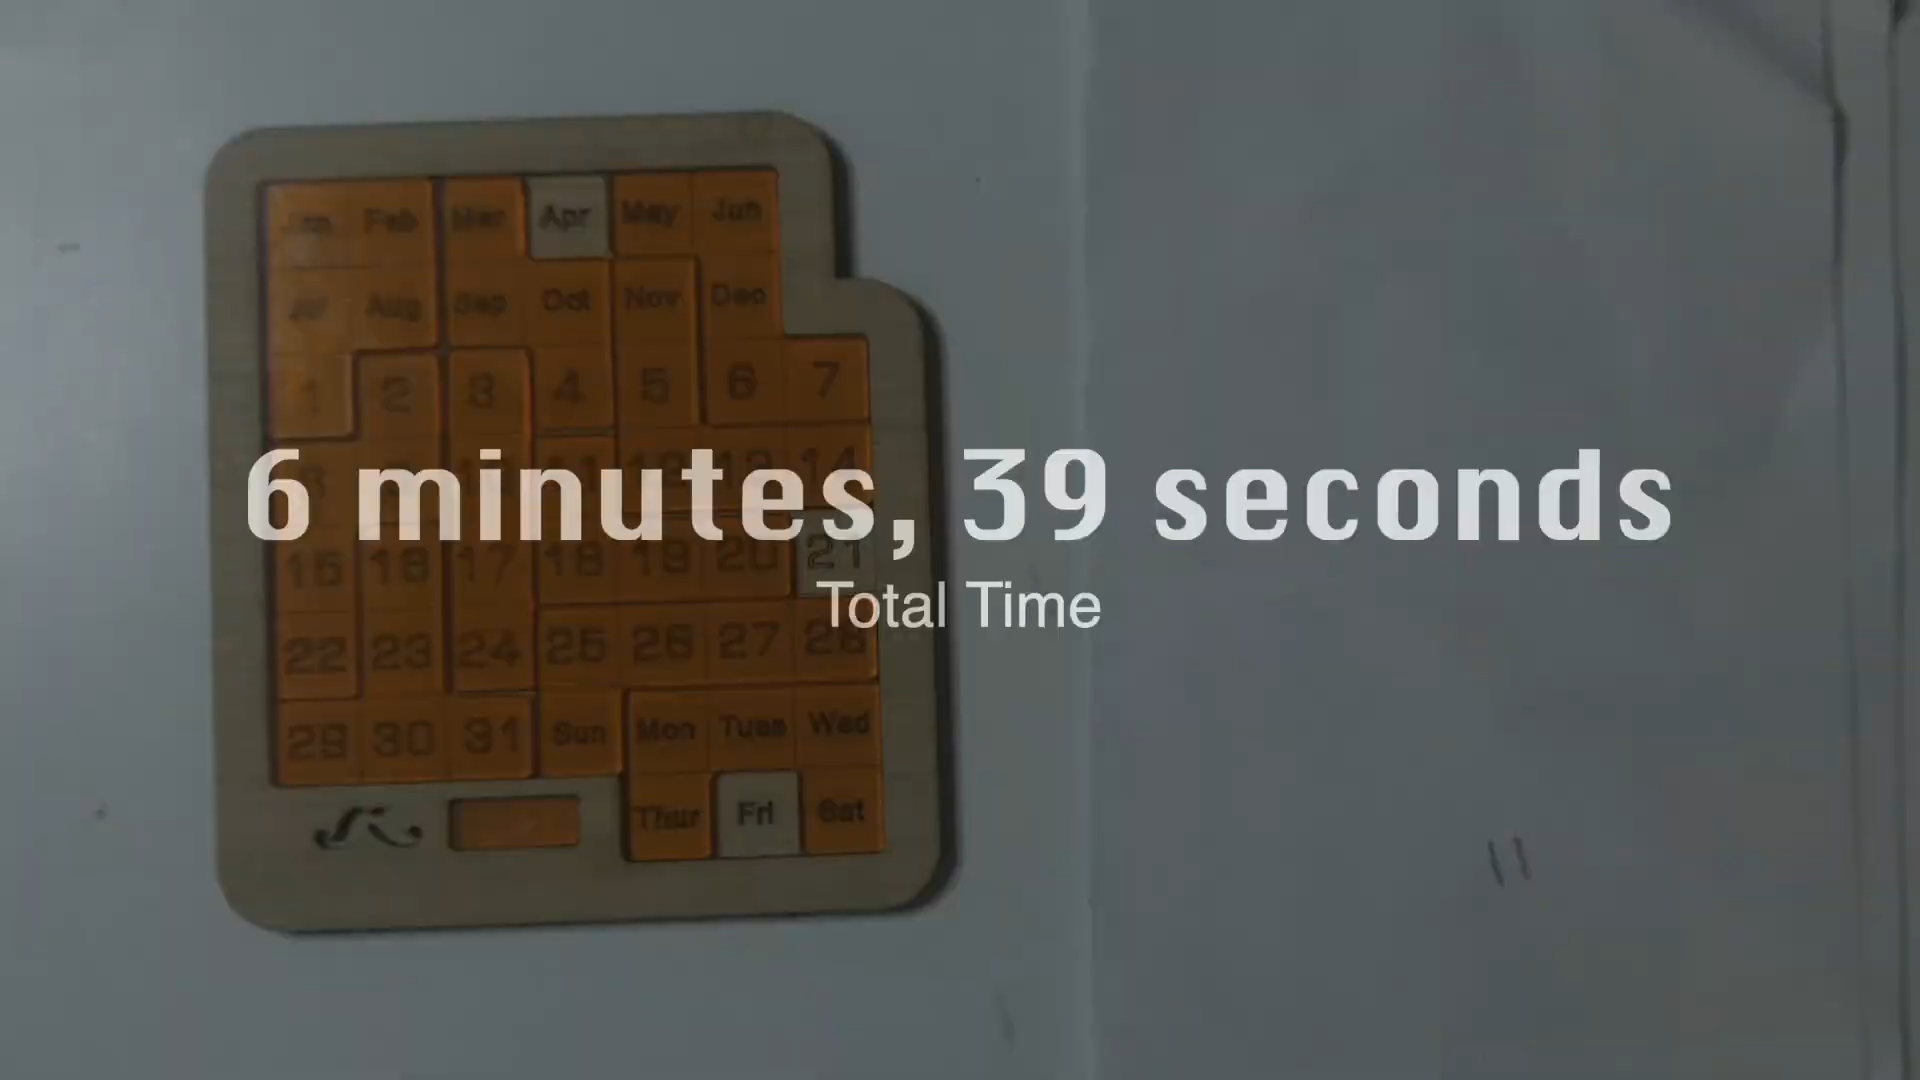 Jan Feb Mar Apr May Jun
Aug Sep Oct Nov Dec
1 2 3 4 5 6 7
6 minutes, 39 seconds
15 16 17 18 19 20 21
Total Time
22 23 24 25 26 27 28
29 30 31 Sun Mon Tues Wed
Thur Fri Sat